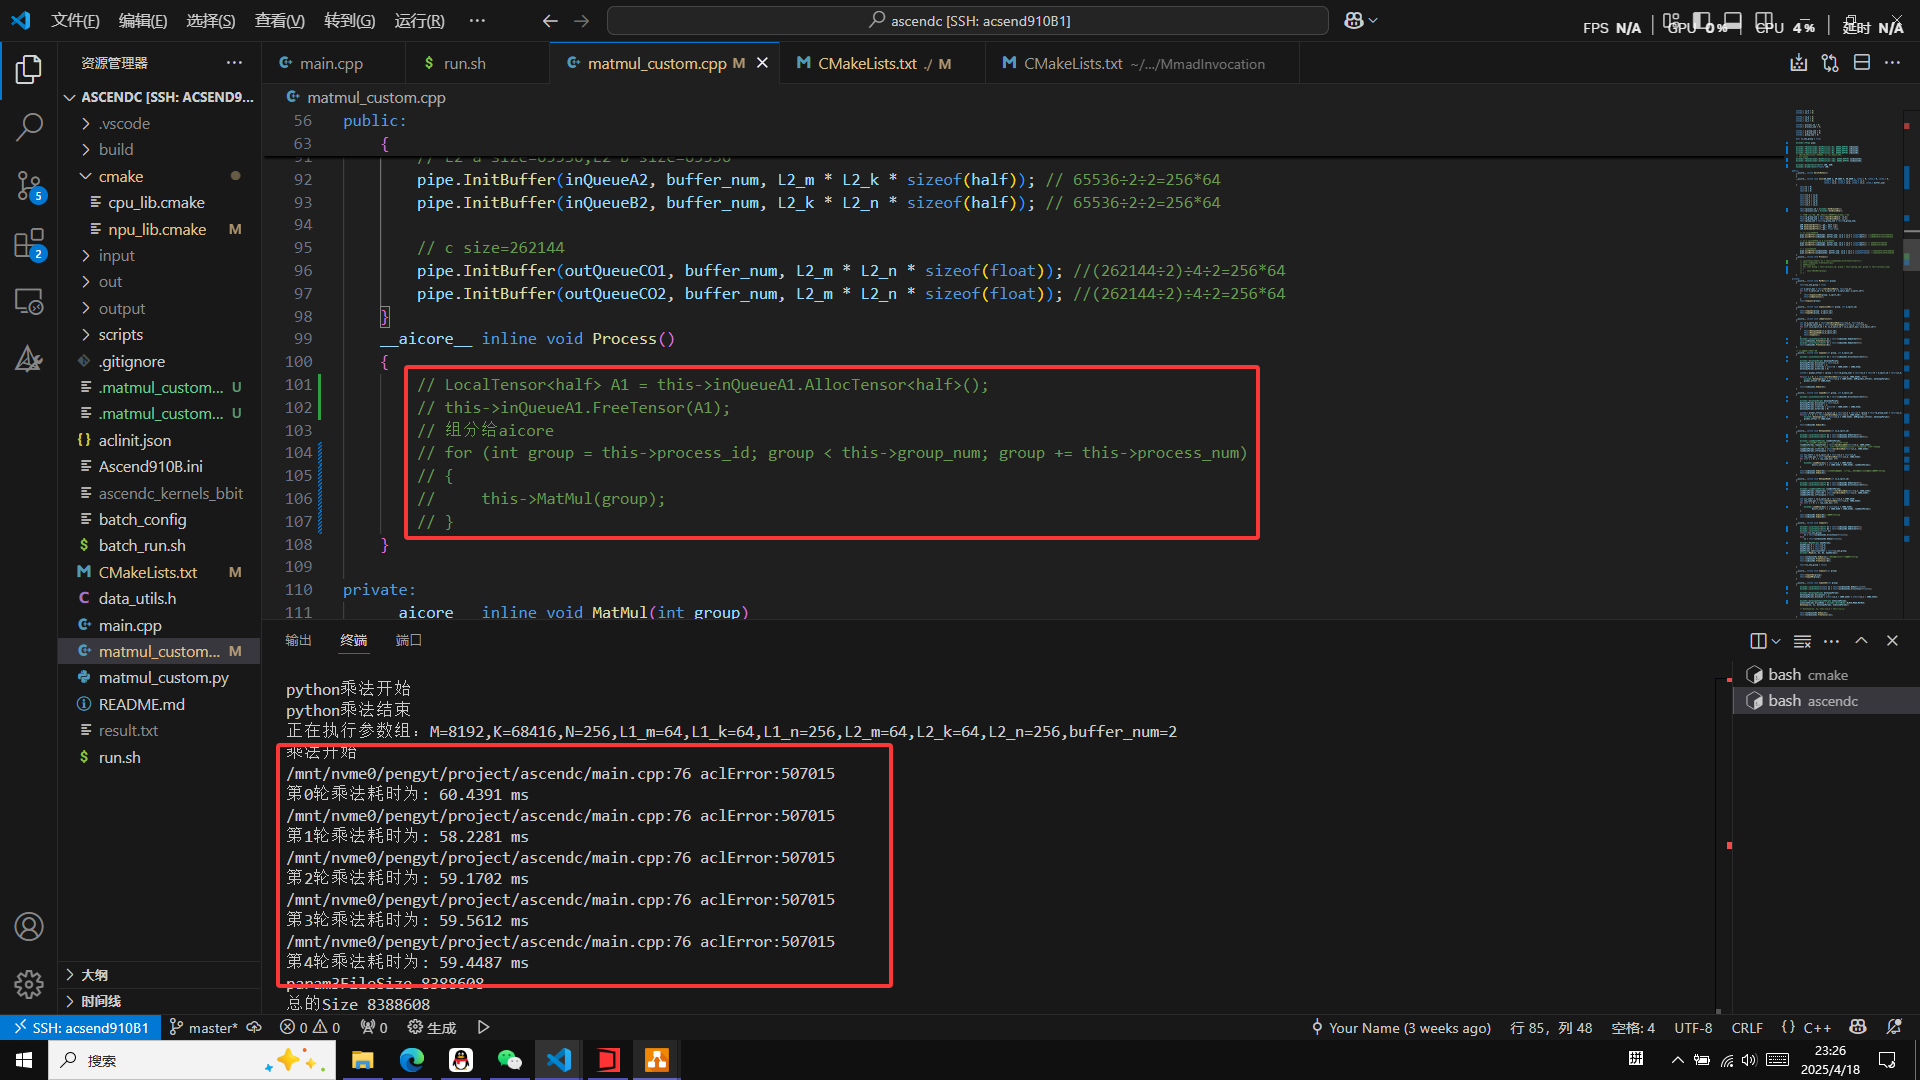 文件(F) 编辑(E) 选择(S) 查看(V) 转到(G) 运行(R) ··· ascendc [SSH: acsend910B1]
FPS N/A GPU 0% CPU 4% 延时 N/A
资源管理器
main.cpp
run.sh
matmul_custom.cpp M
CMakeLists.txt ./ M
CMakeLists.txt ~/.../MmadInvocation
ASCENDC [SSH: ACSEND9...
.vscode
build
cmake
cpu_lib.cmake
npu_lib.cmake M
input
out
output
scripts
.gitignore
.matmul_custom... U
.matmul_custom... U
aclinit.json
Ascend910B.ini
ascendc_kernels_bbit
batch_config
batch_run.sh
CMakeLists.txt M
data_utils.h
main.cpp
matmul_custom... M
matmul_custom.py
README.md
result.txt
run.sh
大纲
时间线
5
2
matmul_custom.cpp
56 public:
63 {
91 // L2 a size=65536,L2 b size=65536
92 pipe.InitBuffer(inQueueA2, buffer_num, L2_m * L2_k * sizeof(half)); // 65536÷2÷2=256*64
93 pipe.InitBuffer(inQueueB2, buffer_num, L2_k * L2_n * sizeof(half)); // 65536÷2÷2=256*64
94
95 // c size=262144
96 pipe.InitBuffer(outQueueCO1, buffer_num, L2_m * L2_n * sizeof(float)); //(262144÷2)÷4÷2=256*64
97 pipe.InitBuffer(outQueueCO2, buffer_num, L2_m * L2_n * sizeof(float)); //(262144÷2)÷4÷2=256*64
98 }
99 __aicore__ inline void Process()
100 {
101 // LocalTensor<half> A1 = this->inQueueA1.AllocTensor<half>();
102 // this->inQueueA1.FreeTensor(A1);
103 // 组分给aicore
104 // for (int group = this->process_id; group < this->group_num; group += this->process_num)
105 // {
106 // this->MatMul(group);
107 // }
108 }
109
110 private:
111 __aicore__ inline void MatMul(int group)
输出 终端 端口
python乘法开始
python乘法结束
正在执行参数组：M=8192,K=68416,N=256,L1_m=64,L1_k=64,L1_n=256,L2_m=64,L2_k=64,L2_n=256,buffer_num=2
乘法开始
/mnt/nvme0/pengyt/project/ascendc/main.cpp:76 aclError:507015
第0轮乘法耗时为: 60.4391 ms
/mnt/nvme0/pengyt/project/ascendc/main.cpp:76 aclError:507015
第1轮乘法耗时为: 58.2281 ms
/mnt/nvme0/pengyt/project/ascendc/main.cpp:76 aclError:507015
第2轮乘法耗时为: 59.1702 ms
/mnt/nvme0/pengyt/project/ascendc/main.cpp:76 aclError:507015
第3轮乘法耗时为: 59.5612 ms
/mnt/nvme0/pengyt/project/ascendc/main.cpp:76 aclError:507015
第4轮乘法耗时为: 59.4487 ms
param3FileSize 8388608
总的Size 8388608
bash cmake
bash ascendc
SSH: acsend910B1 master* 0 0 0 生成 Your Name (3 weeks ago) 行 85，列 48 空格: 4 UTF-8 CRLF {} C++
搜索
拼
23:26
2025/4/18